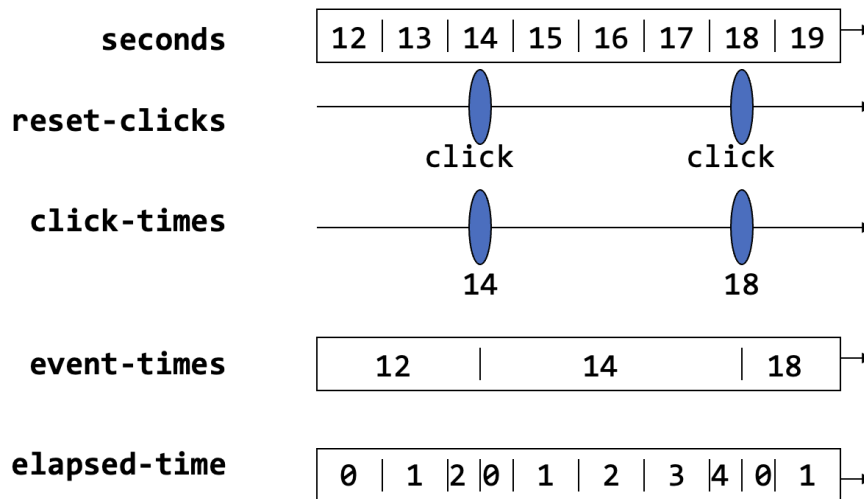 seconds 12 13 14 15 16 17 18 19
reset-clicks
click click
click-times
14 18
event-times 12 14 18
elapsed-time 0 1 2 0 1 2 3 4 0 1